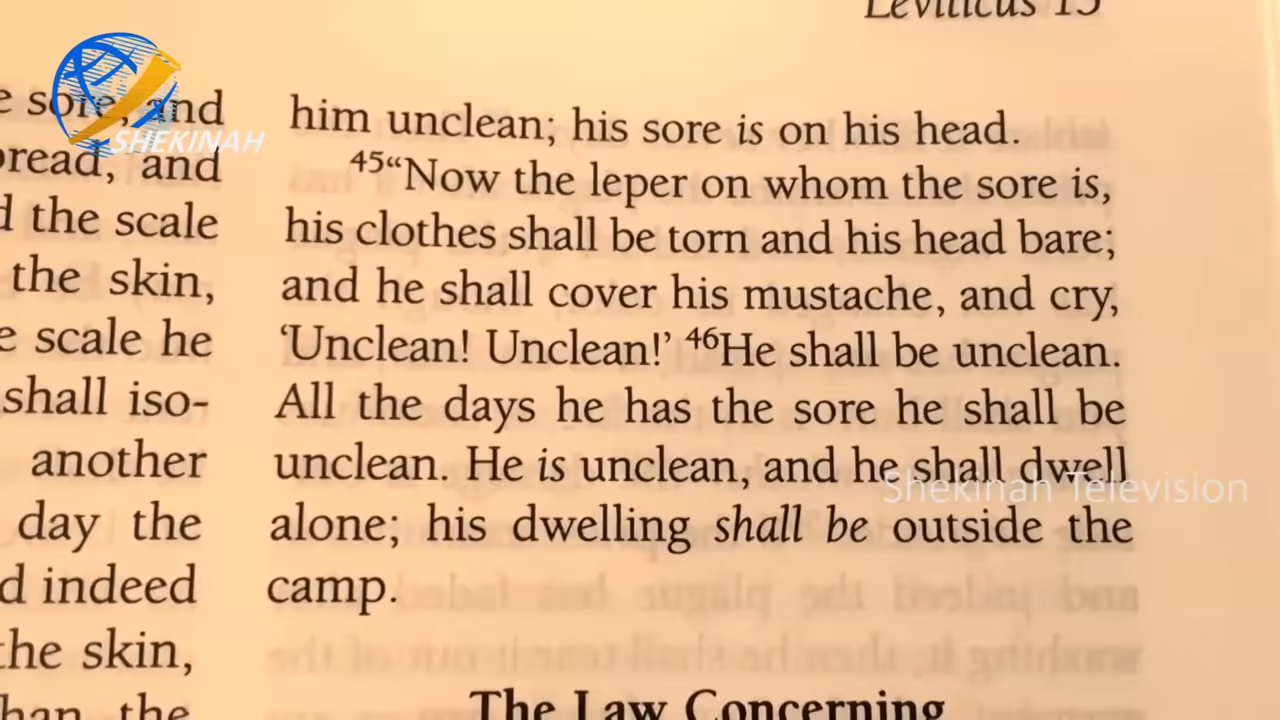 Leviticus 13
SHEKINAH
e sore, and
pread, and
d the scale
the skin,
e scale he
shall iso-
another
day the
d indeed
the skin,
han the
him unclean; his sore is on his head.
45“Now the leper on whom the sore is,
his clothes shall be torn and his head bare;
and he shall cover his mustache, and cry,
‘Unclean! Unclean!’ 46He shall be unclean.
All the days he has the sore he shall be
unclean. He is unclean, and he shall dwell
alone; his dwelling shall be outside the
camp.
The Law Concerning
Shekinah Television